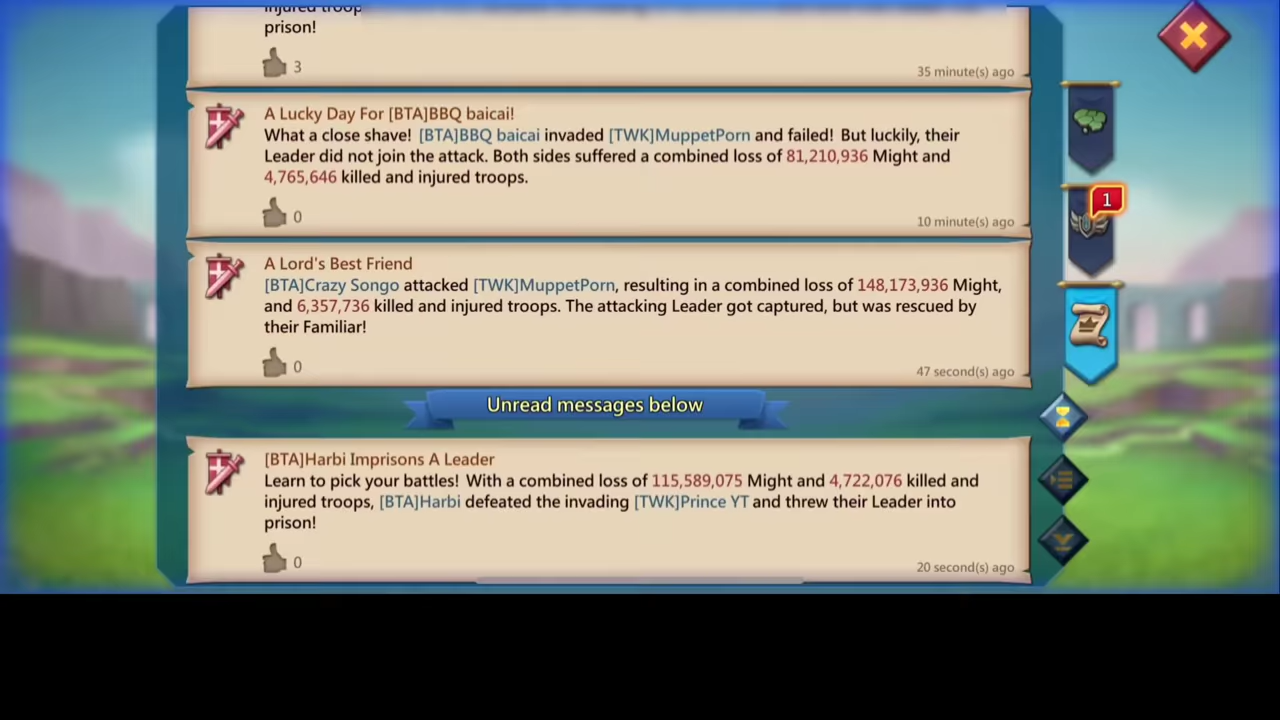 injured troop
prison!
3
35 minute(s) ago
A Lucky Day For [BTA]BBQ baicai!
What a close shave! [BTA]BBQ baicai invaded [TWK]MuppetPorn and failed! But luckily, their
Leader did not join the attack. Both sides suffered a combined loss of 81,210,936 Might and
4,765,646 killed and injured troops.
0
10 minute(s) ago
1
A Lord's Best Friend
[BTA]Crazy Songo attacked [TWK]MuppetPorn, resulting in a combined loss of 148,173,936 Might,
and 6,357,736 killed and injured troops. The attacking Leader got captured, but was rescued by
their Familiar!
0
47 second(s) ago
Unread messages below
[BTA]Harbi Imprisons A Leader
Learn to pick your battles! With a combined loss of 115,589,075 Might and 4,722,076 killed and
injured troops, [BTA]Harbi defeated the invading [TWK]Prince YT and threw their Leader into
prison!
0
20 second(s) ago